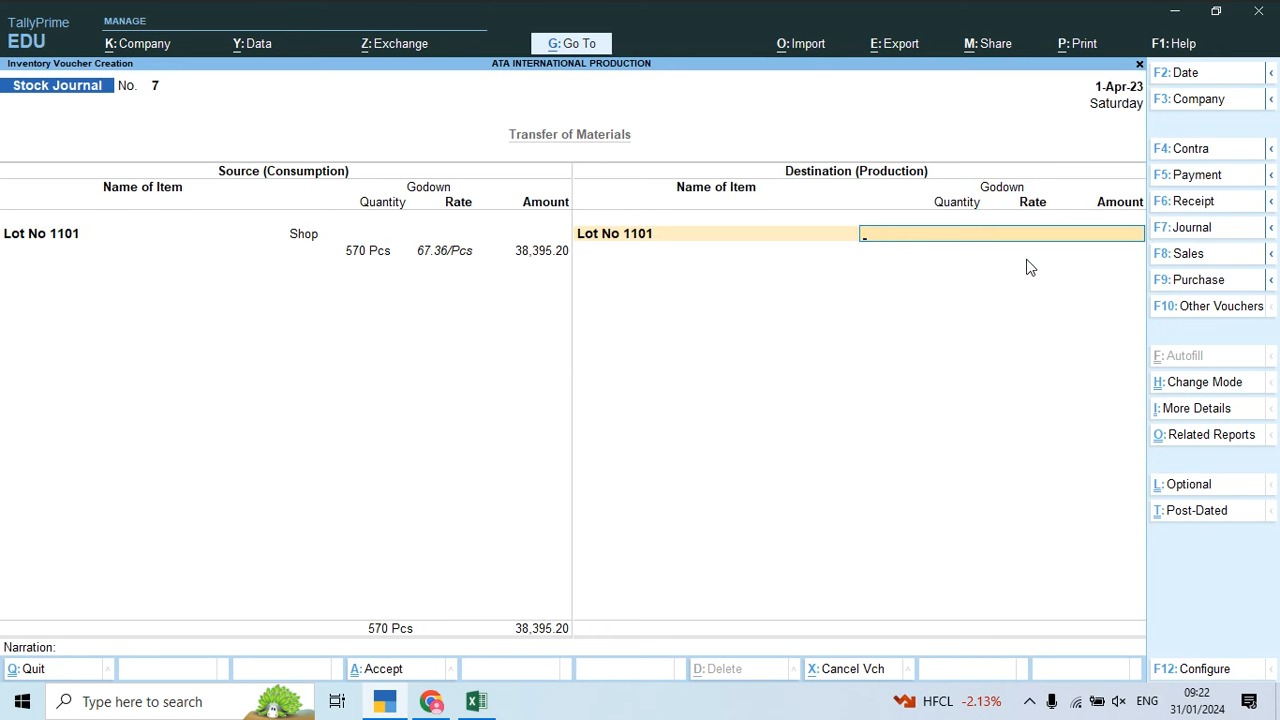 TallyPrime
EDU
MANAGE
K: Company
Y: Data
Z: Exchange
G: Go To
O: Import
E: Export
M: Share
P: Print
F1: Help
Inventory Voucher Creation
ATA INTERNATIONAL PRODUCTION
Stock Journal No. 7
1-Apr-23
Saturday
Transfer of Materials
Source (Consumption)
Destination (Production)
Name of Item
Godown
Name of Item
Godown
Quantity Rate Amount
Quantity Rate Amount
Lot No 1101
Shop
Lot No 1101
570 Pcs 67.36/Pcs 38,395.20
570 Pcs 38,395.20
Narration:
Q: Quit
A: Accept
D: Delete
X: Cancel Vch
F2: Date
F3: Company
F4: Contra
F5: Payment
F6: Receipt
F7: Journal
F8: Sales
F9: Purchase
F10: Other Vouchers
F: Autofill
H: Change Mode
I: More Details
O: Related Reports
L: Optional
T: Post-Dated
F12: Configure
Type here to search
HFCL -2.13%
ENG
09:22
31/01/2024